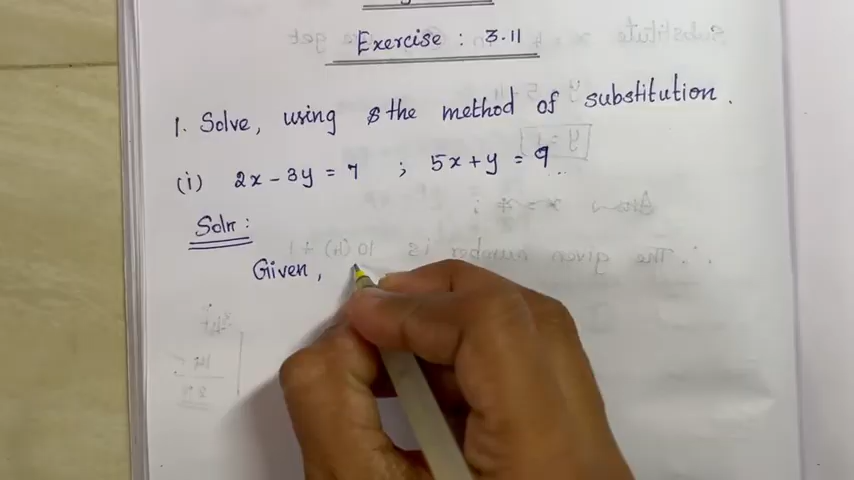 Exercise : 3.11
1. Solve, using the method of substitution.
(i) 2x - 3y = 7 ; 5x + y = 9
Soln :
Given,